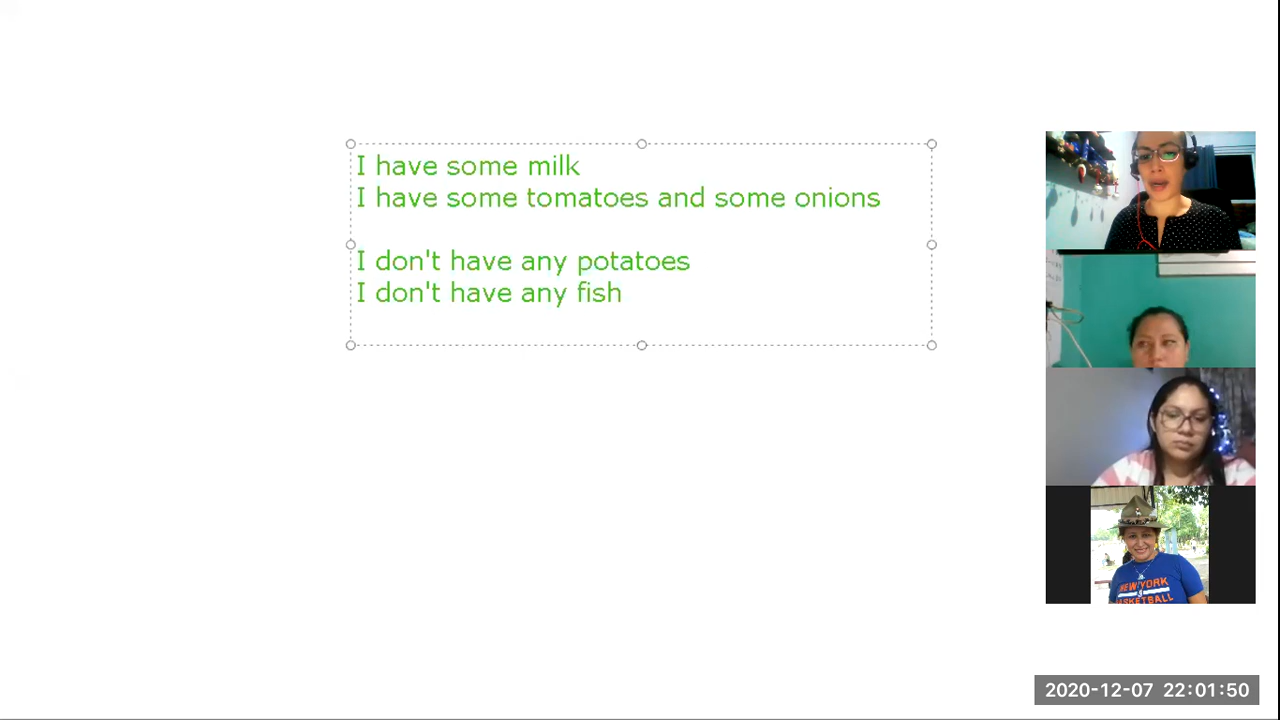 I have some milk
I have some tomatoes and some onions
I don't have any potatoes
I don't have any fish
NEW YORK
BASKETBALL
2020-12-07 22:01:50